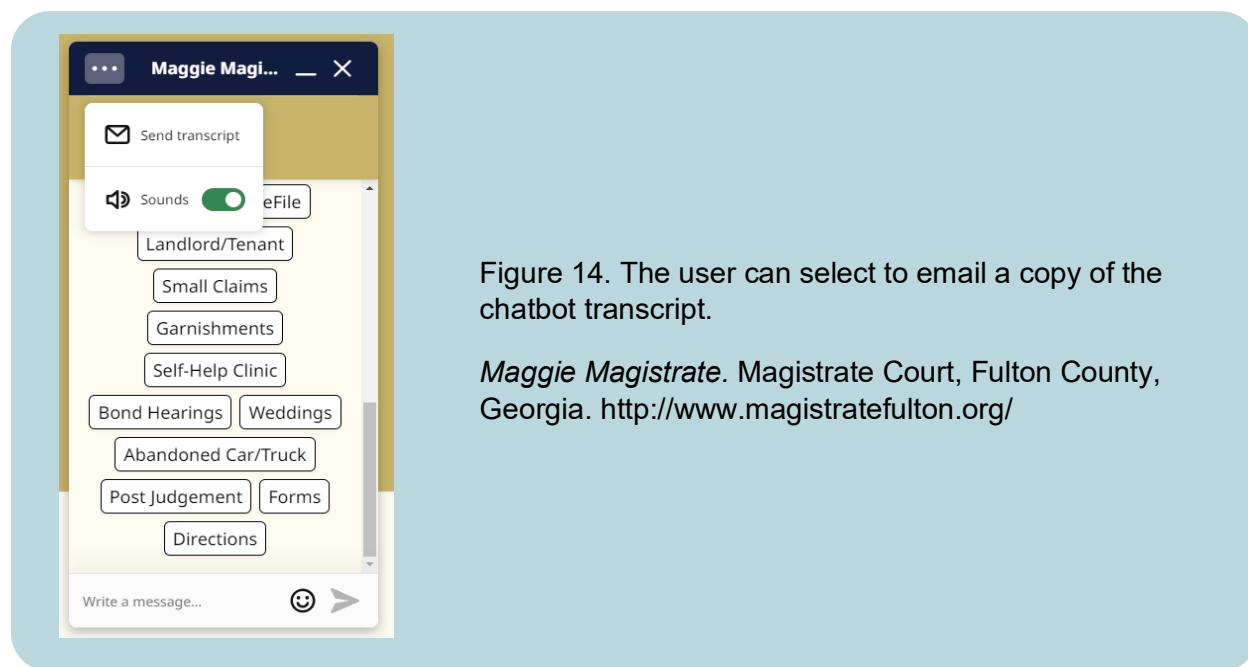 Maggie Magi...
Send transcript
Sounds
eFile
Landlord/Tenant
Small Claims
Garnishments
Self-Help Clinic
Bond Hearings Weddings
Abandoned Car/Truck
Post Judgement Forms
Directions
Write a message...
Figure 14. The user can select to email a copy of the
chatbot transcript.
Maggie Magistrate. Magistrate Court, Fulton County,
Georgia. http://www.magistratefulton.org/